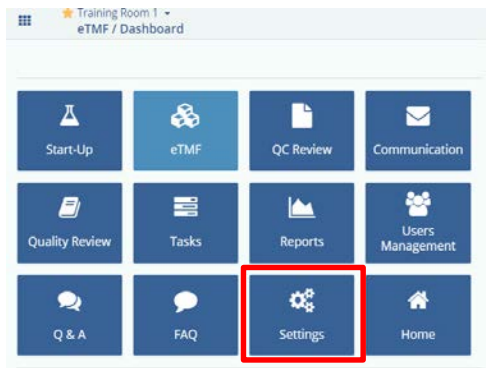 Training Room 1
eTMF / Dashboard
Start-Up
eTMF
QC Review
Communication
Quality Review
Tasks
Reports
Users
Management
Q & A
FAQ
Settings
Home